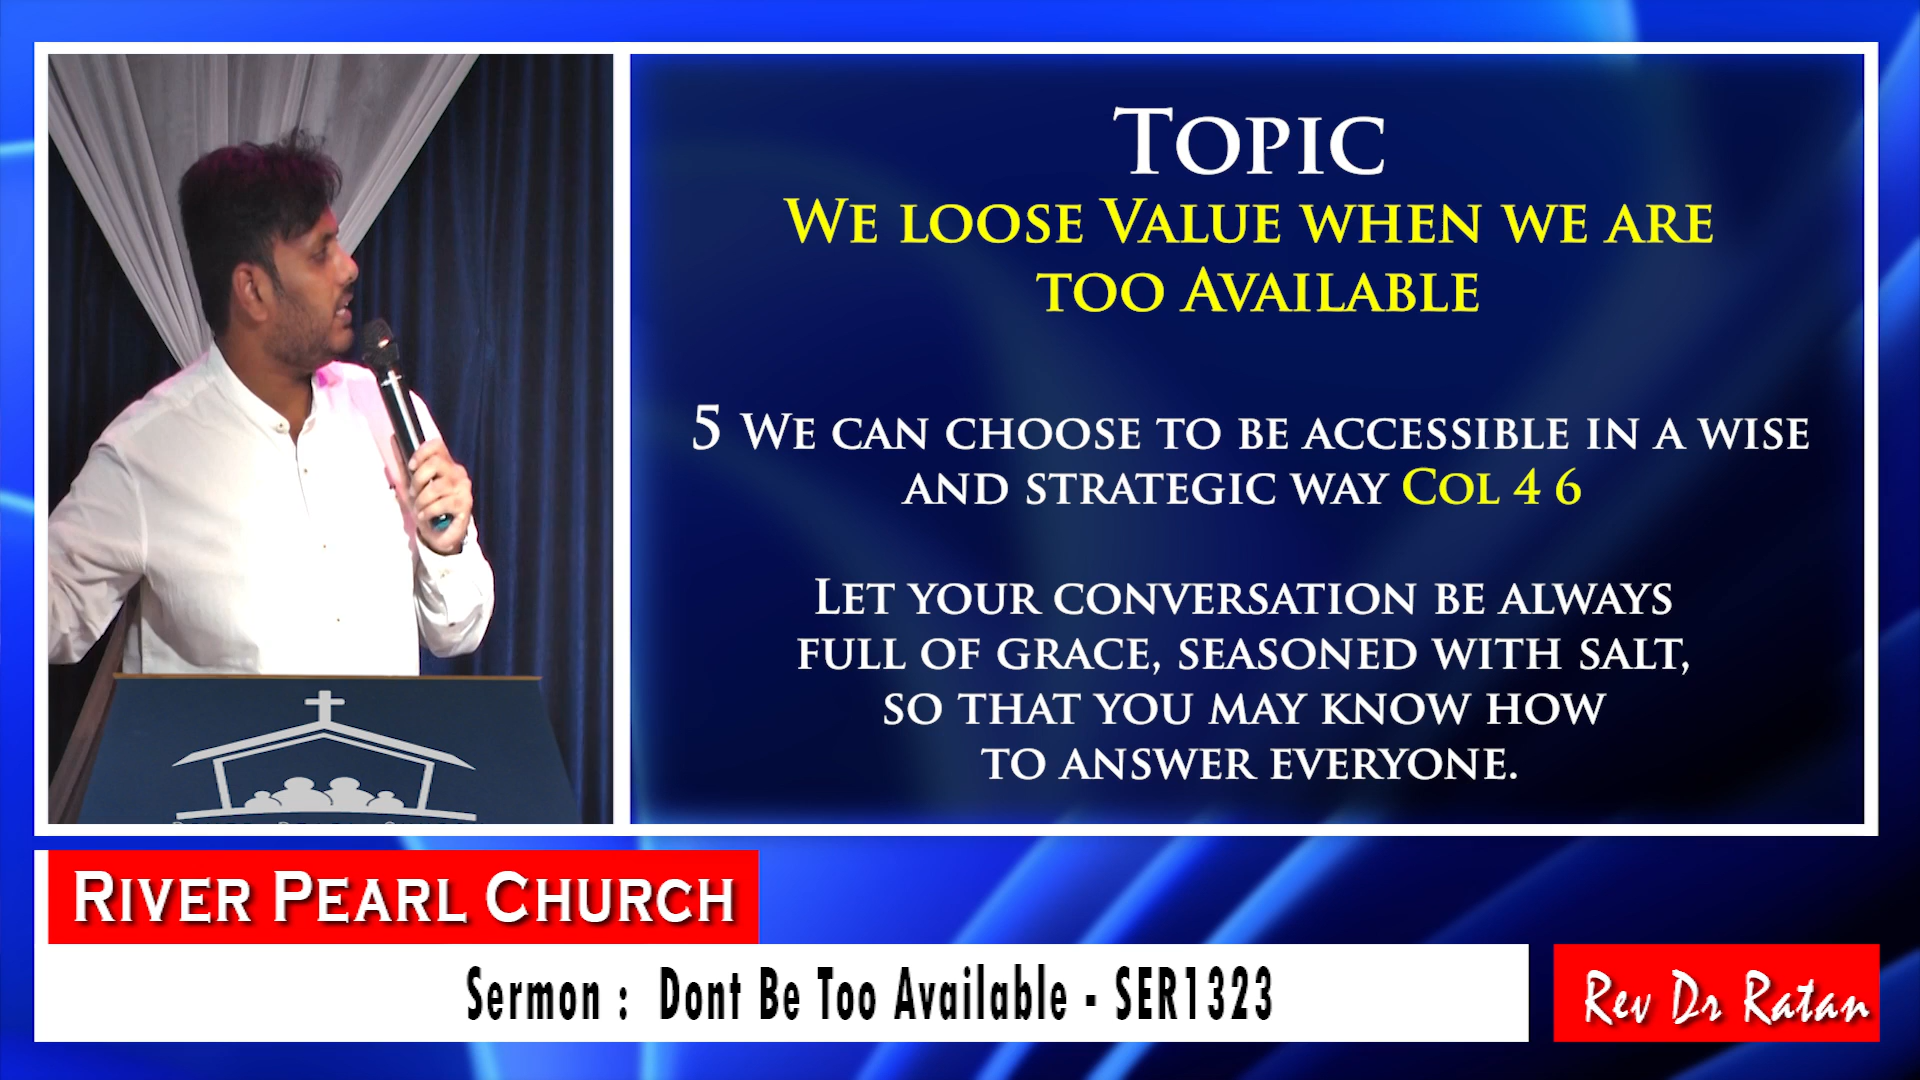 Topic
We loose Value when we are
too Available
5 We can choose to be accessible in a wise
and strategic way Col 4 6
Let your conversation be always
full of grace, seasoned with salt,
so that you may know how
to answer everyone.
River Pearl Church
Sermon : Dont Be Too Available - SER1323
Rev Dr Ratan